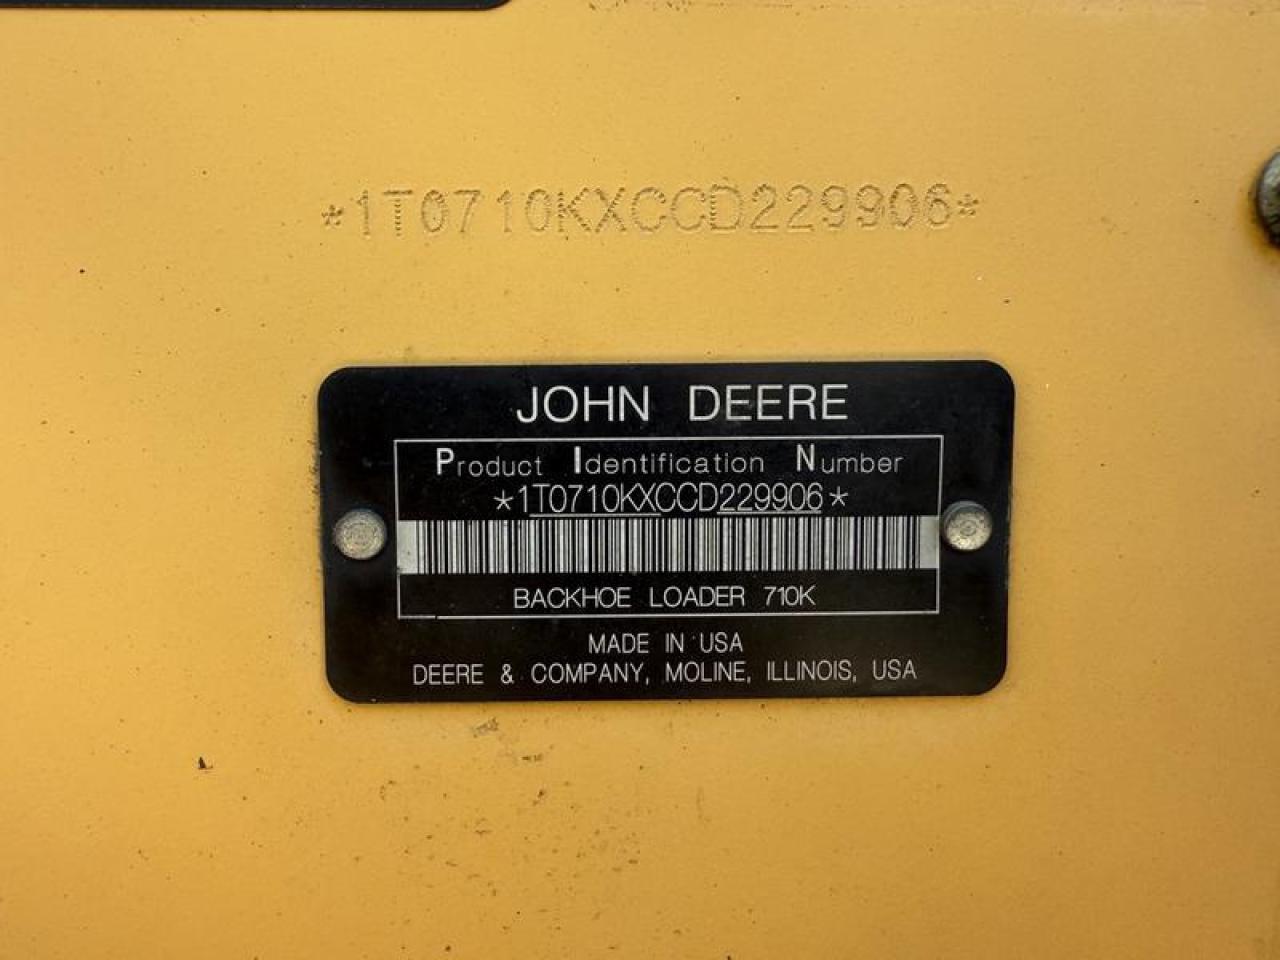 *1T0710KXCCD229906*
JOHN DEERE
Product Identification Number
*1T0710KXCCD229906*
BACKHOE LOADER 710K
MADE IN USA
DEERE & COMPANY, MOLINE, ILLINOIS, USA